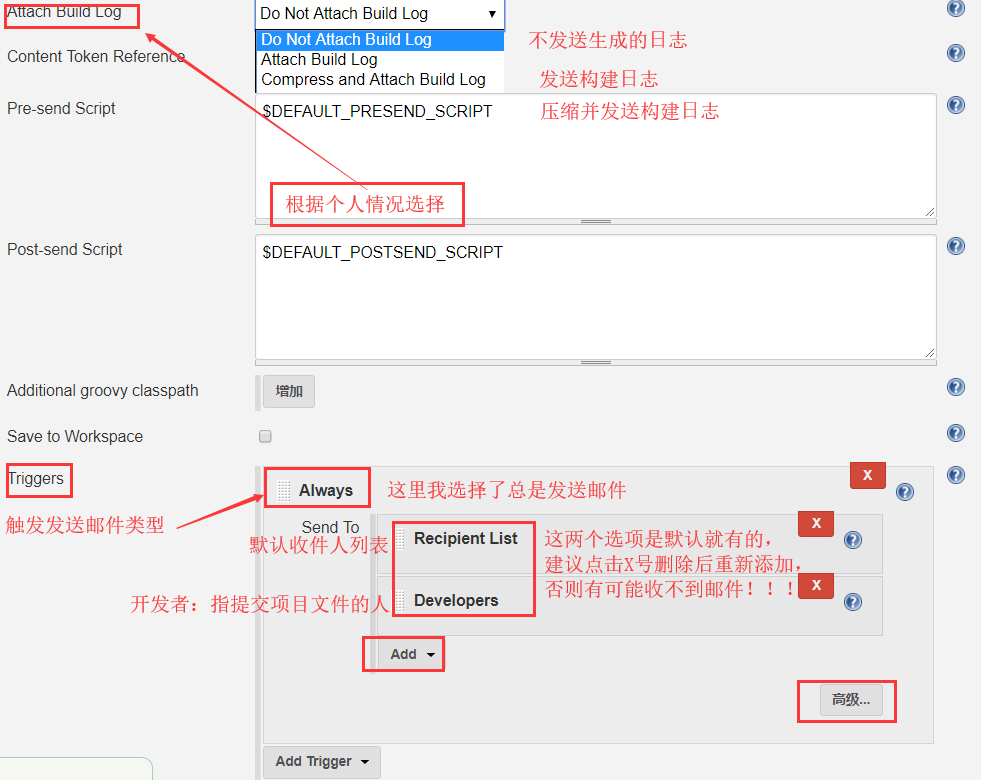 Attach Build Log
Do Not Attach Build Log
Do Not Attach Build Log
不发送生成的日志
Content Token Reference
Attach Build Log
Compress and Attach Build Log
发送构建日志
Pre-send Script
$DEFAULT_PRESEND_SCRIPT
压缩并发送构建日志
根据个人情况选择
Post-send Script
$DEFAULT_POSTSEND_SCRIPT
Additional groovy classpath
增加
Save to Workspace
Triggers
Always
这里我选择了总是发送邮件
X
触发发送邮件类型
Send To
默认收件人列表
Recipient List
这两个选项是默认就有的，
建议点击X号删除后重新添加，
否则有可能收不到邮件！！！
X
开发者：指提交项目文件的人
Developers
X
Add
高级...
Add Trigger